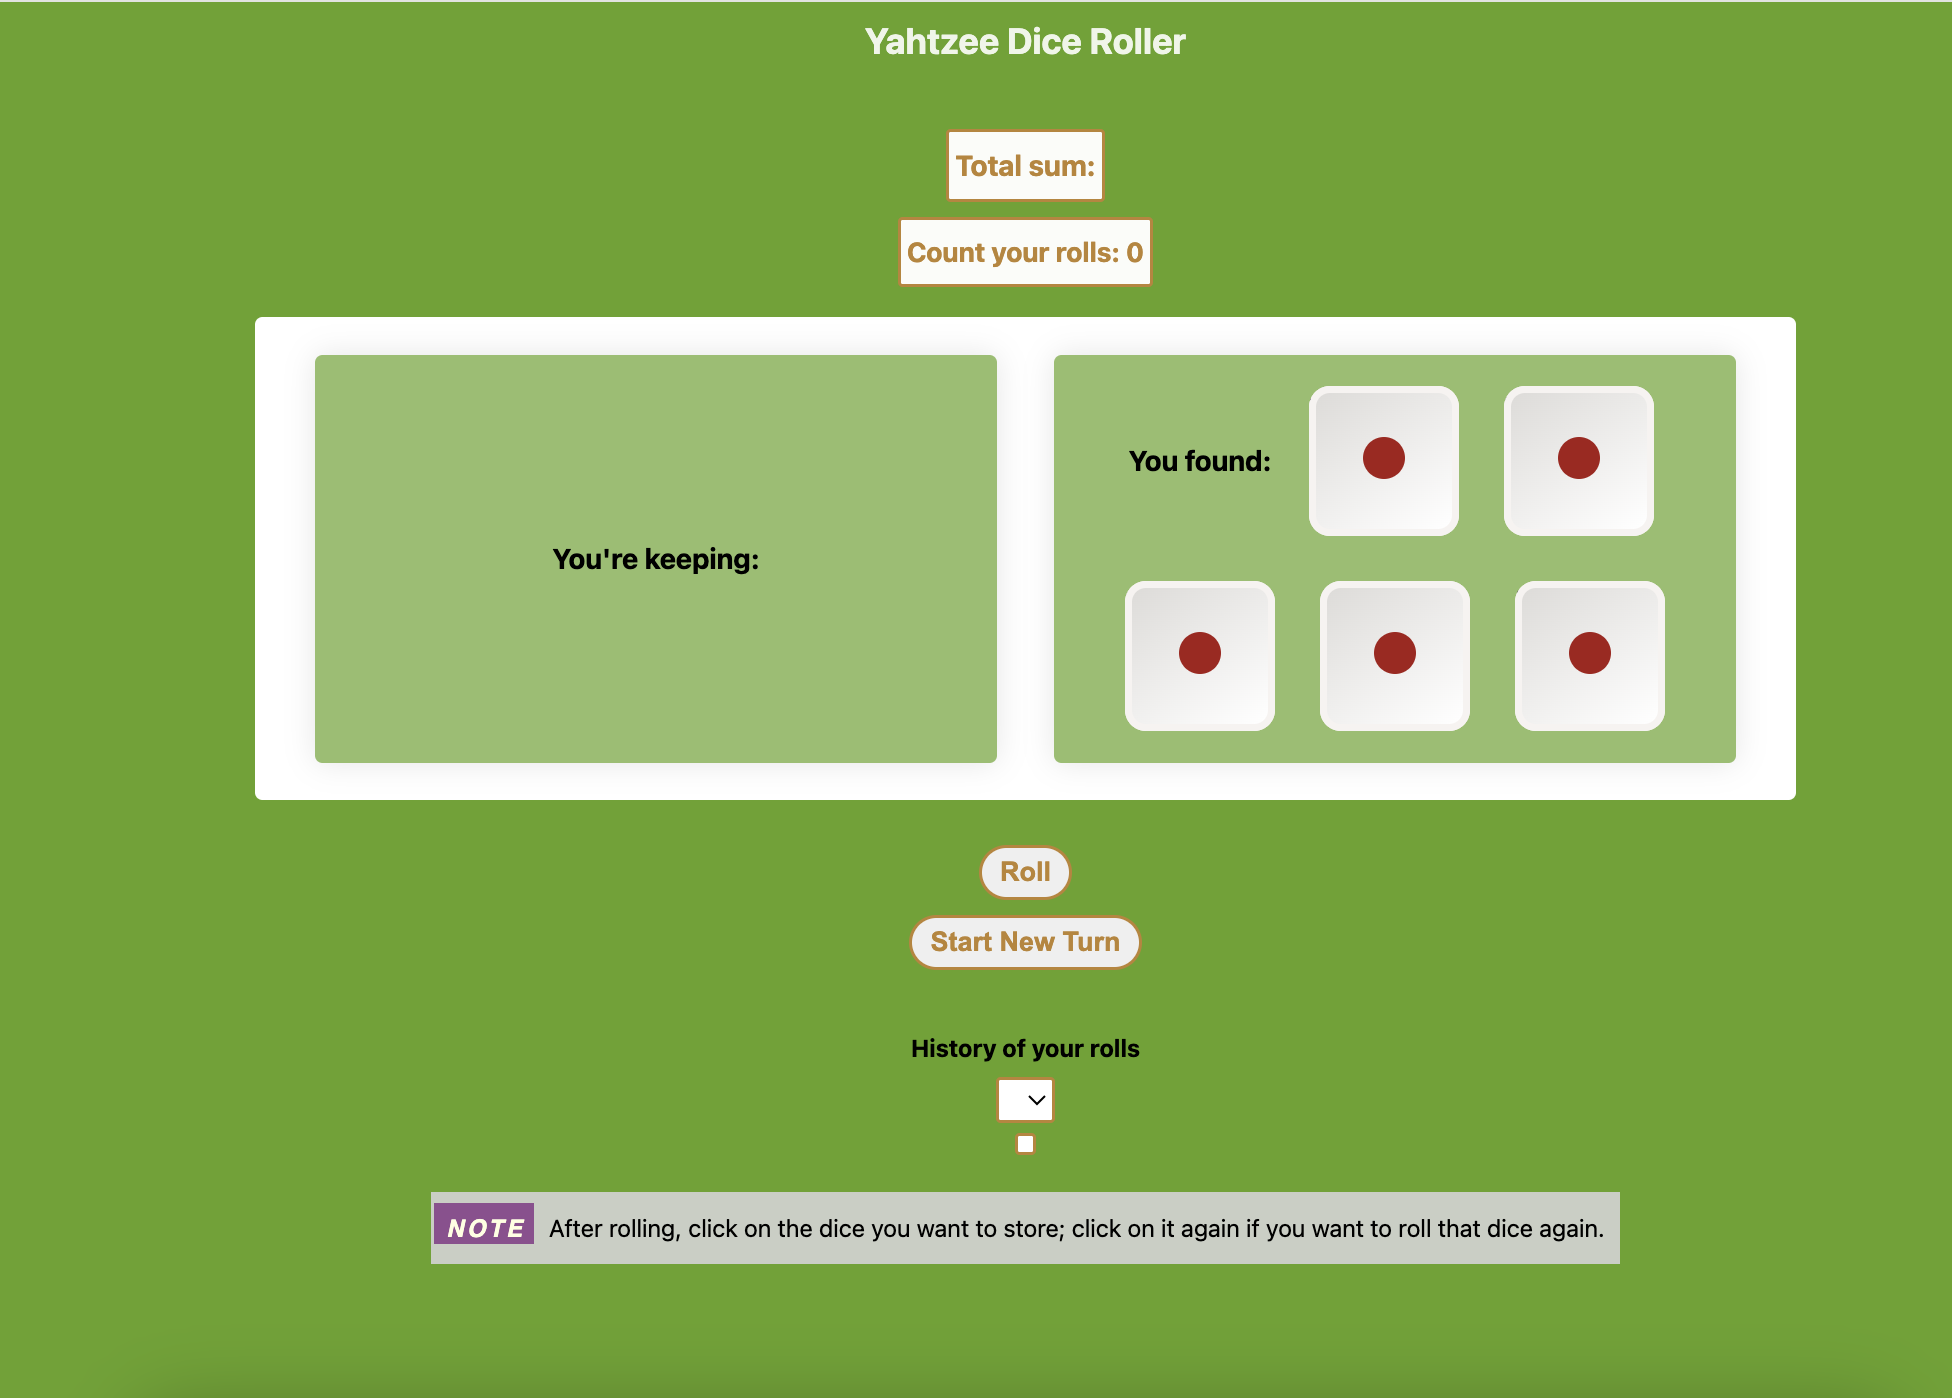 Yahtzee Dice Roller
Total sum:
Count your rolls: 0
You're keeping:
You found:
Roll
Start New Turn
History of your rolls
NOTE After rolling, click on the dice you want to store; click on it again if you want to roll that dice again.